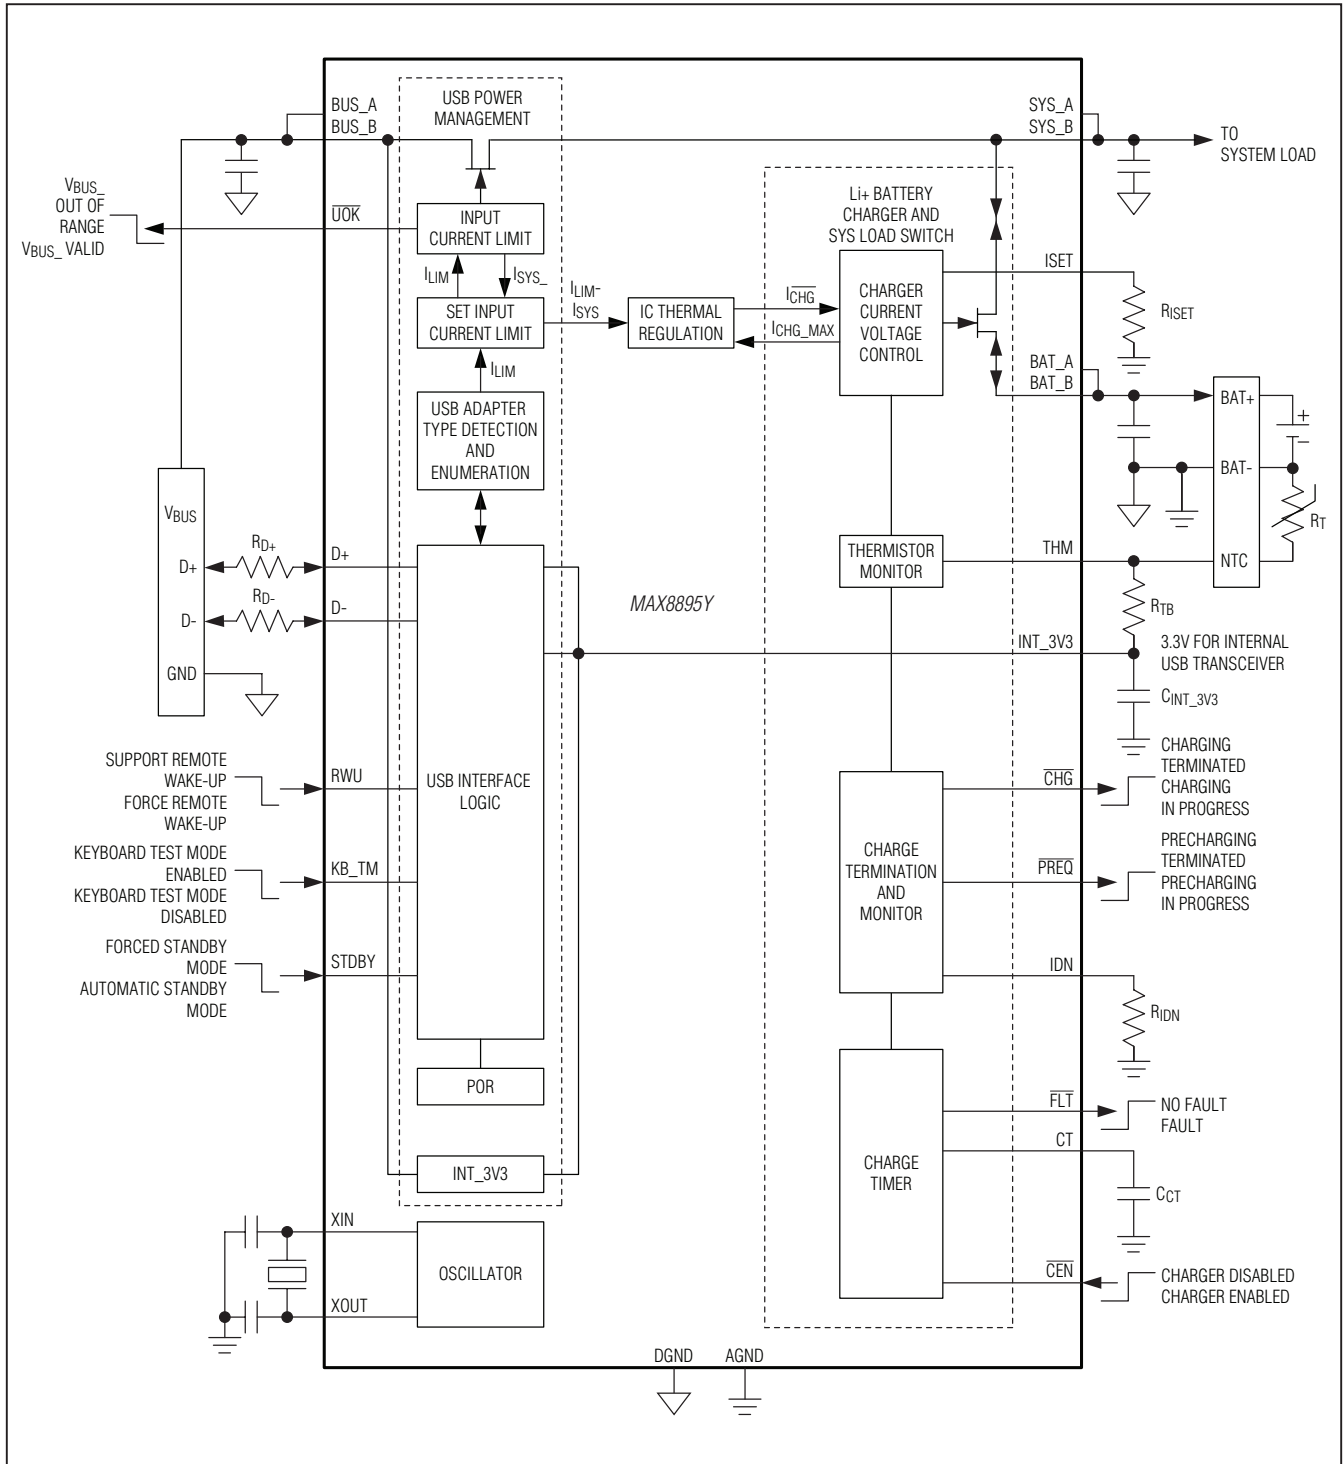 BUS_A
BUS_B
USB POWER
MANAGEMENT
SYS_A
SYS_B
TO
SYSTEM LOAD
VBUS_
OUT OF
RANGE
VBUS_ VALID
UOK
INPUT
CURRENT LIMIT
Li+ BATTERY
CHARGER AND
SYS LOAD SWITCH
ILIM
ISYS_
SET INPUT
CURRENT LIMIT
ILIM-
ISYS
IC THERMAL
REGULATION
ICHG
ICHG_MAX
CHARGER
CURRENT
VOLTAGE
CONTROL
ISET
RISET
ILIM
USB ADAPTER
TYPE DETECTION
AND
ENUMERATION
BAT_A
BAT_B
BAT+
+
−
BAT-
RT
NTC
VBUS
D+
D-
GND
RD+
RD-
D+
D-
MAX8895Y
THERMISTOR
MONITOR
THM
RTB
INT_3V3
3.3V FOR INTERNAL
USB TRANSCEIVER
CINT_3V3
SUPPORT REMOTE
WAKE-UP
FORCE REMOTE
WAKE-UP
RWU
USB INTERFACE
LOGIC
KEYBOARD TEST MODE
ENABLED
KEYBOARD TEST MODE
DISABLED
KB_TM
FORCED STANDBY
MODE
AUTOMATIC STANDBY
MODE
STDBY
CHARGE
TERMINATION
AND
MONITOR
CHG
CHARGING
TERMINATED
CHARGING
IN PROGRESS
PREQ
PRECHARGING
TERMINATED
PRECHARGING
IN PROGRESS
IDN
RIDN
POR
INT_3V3
CHARGE
TIMER
FLT
NO FAULT
FAULT
CT
CCT
CEN
CHARGER DISABLED
CHARGER ENABLED
XIN
OSCILLATOR
XOUT
DGND
AGND